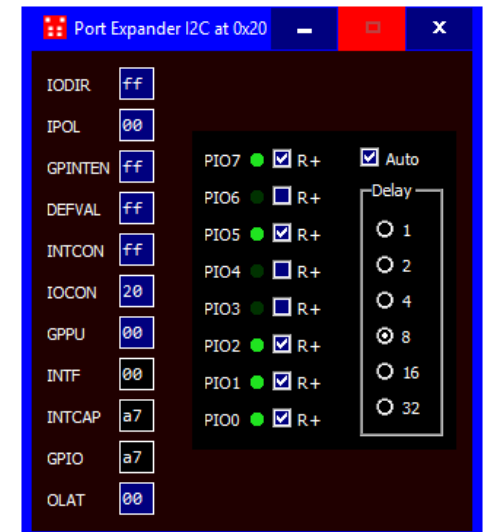 Port Expander I2C at 0x20
IODIR ff
IPOL 00
GPINTEN ff
DEFVAL ff
INTCON ff
IOCON 20
GPPU 00
INTF 00
INTCAP a7
GPIO a7
OLAT 00
PIO7 R+
PIO6 R+
PIO5 R+
PIO4 R+
PIO3 R+
PIO2 R+
PIO1 R+
PIO0 R+
Auto
Delay
1
2
4
8
16
32